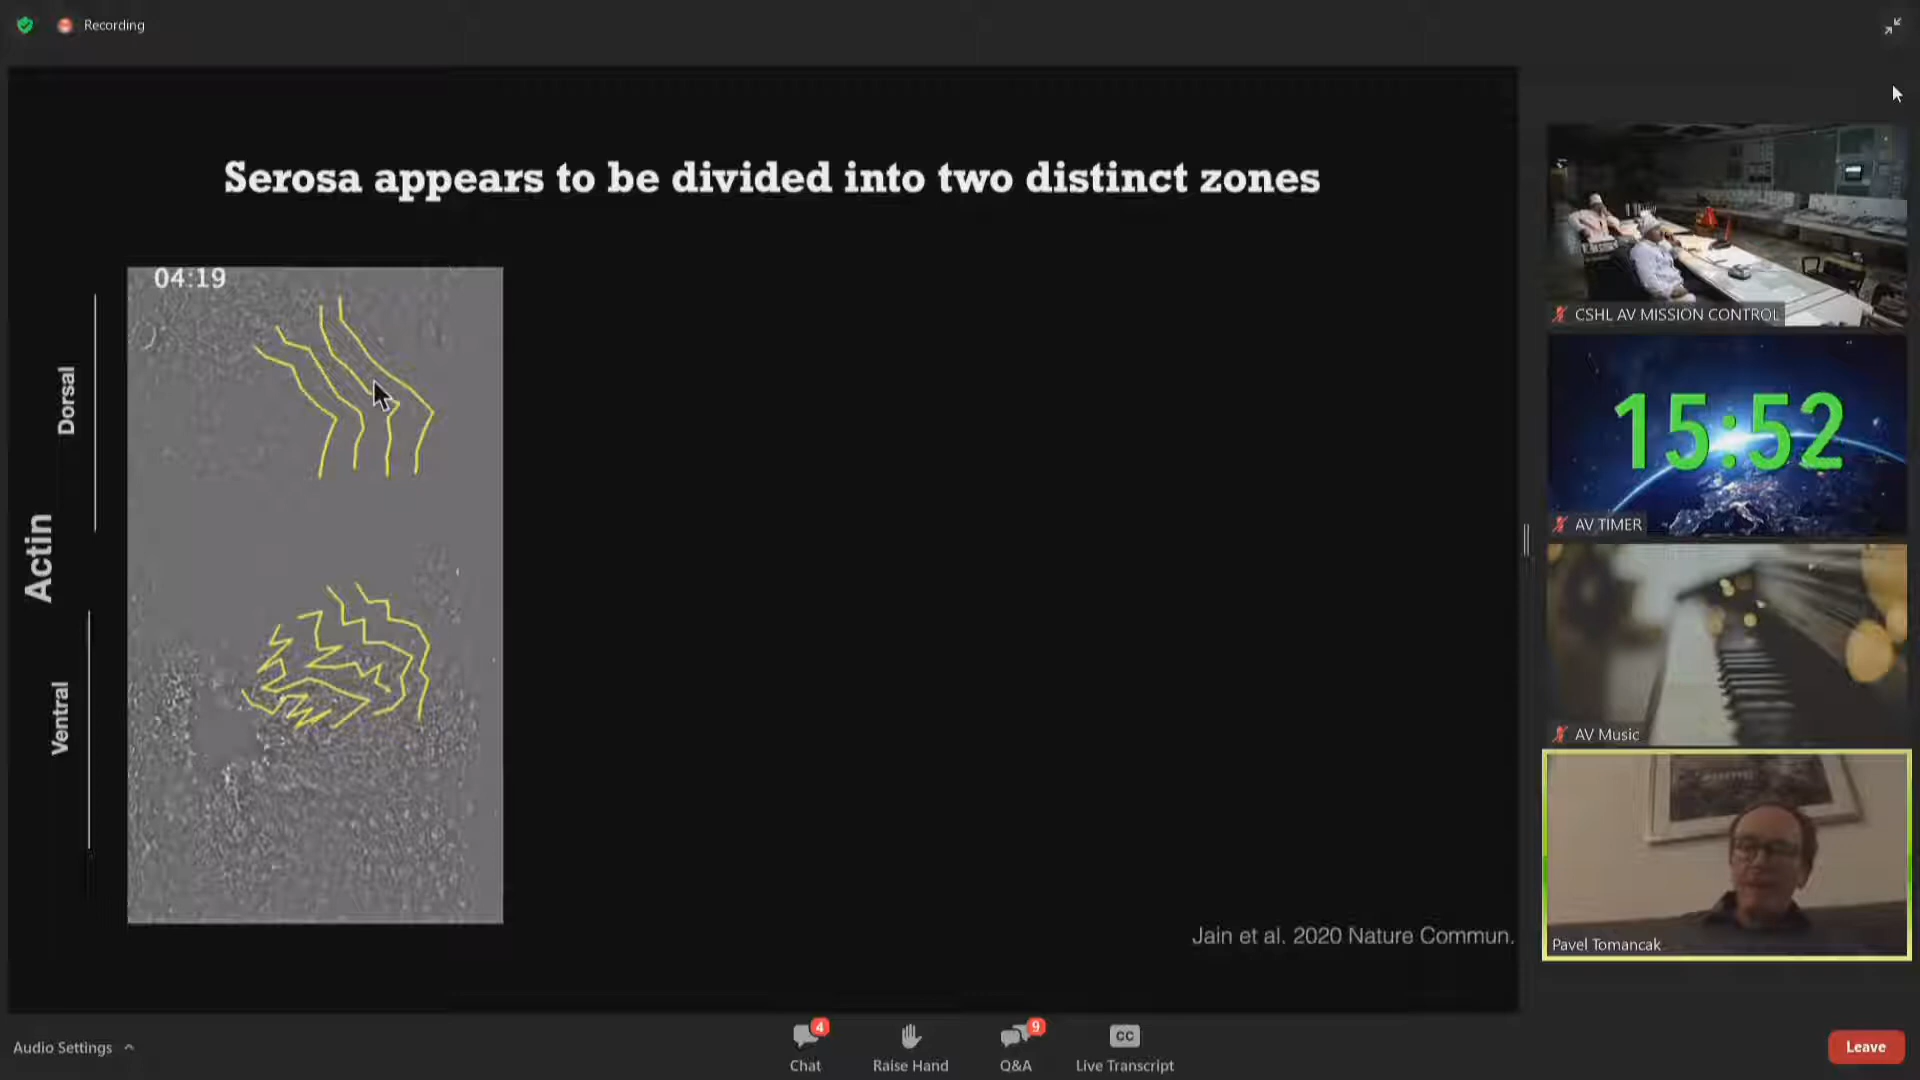 Recording
Serosa appears to be divided into two distinct zones
04:19
Dorsal
Actin
Ventral
Jain et al. 2020 Nature Commun.
CSHL AV MISSION CONTROL
15:52
AV TIMER
AV Music
Pavel Tomancak
Audio Settings
4
Chat
Raise Hand
9
Q&A
CC
Live Transcript
Leave